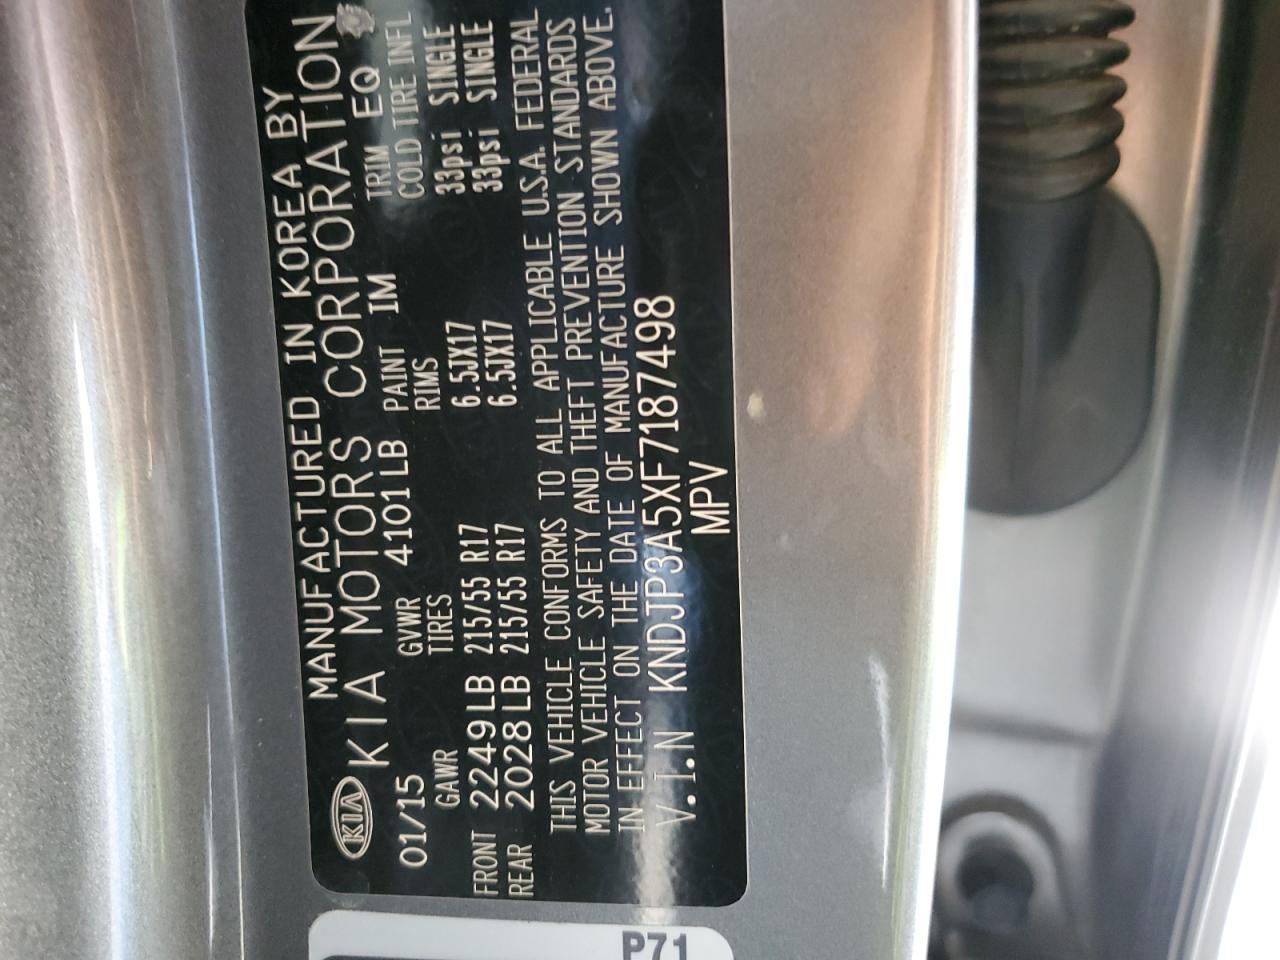 MANUFACTURED IN KOREA BY
KIA KIA MOTORS CORPORATION
01/15 GVWR 4101 LB PAINT IM TRIM EQ
GAWR TIRES RIMS COLD TIRE INFL
FRONT 2249 LB 215/55 R17 6.5JX17 33psi SINGLE
REAR 2028 LB 215/55 R17 6.5JX17 33psi SINGLE
THIS VEHICLE CONFORMS TO ALL APPLICABLE U.S.A. FEDERAL
MOTOR VEHICLE SAFETY AND THEFT PREVENTION STANDARDS
IN EFFECT ON THE DATE OF MANUFACTURE SHOWN ABOVE.
V.I.N KNDJP3A5XF7187498
MPV
P71